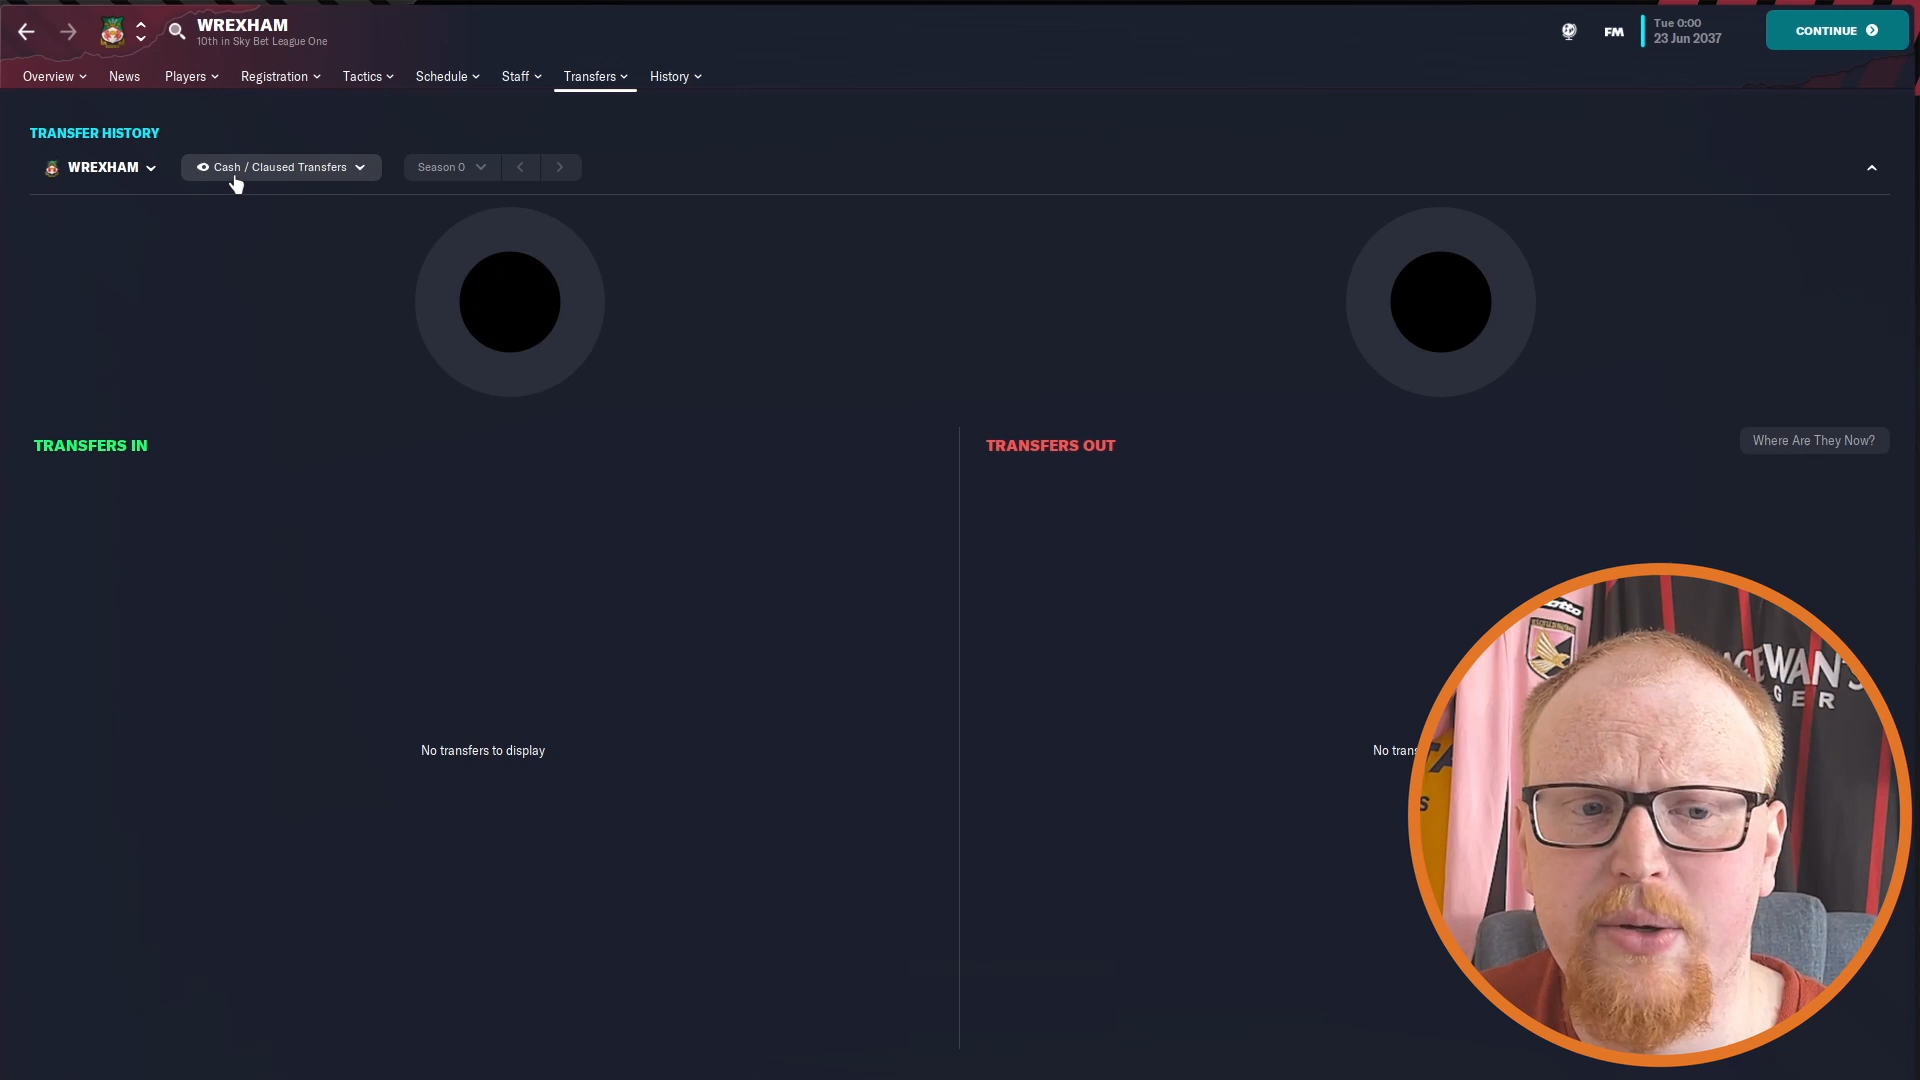 WREXHAM
10th in Sky Bet League One
FM
Tue 0:00
23 Jun 2037
CONTINUE
Overview
News
Players
Registration
Tactics
Schedule
Staff
Transfers
History
TRANSFER HISTORY
WREXHAM
Cash / Claused Transfers
Season 0
TRANSFERS IN
TRANSFERS OUT
Where Are They Now?
No transfers to display
No trans